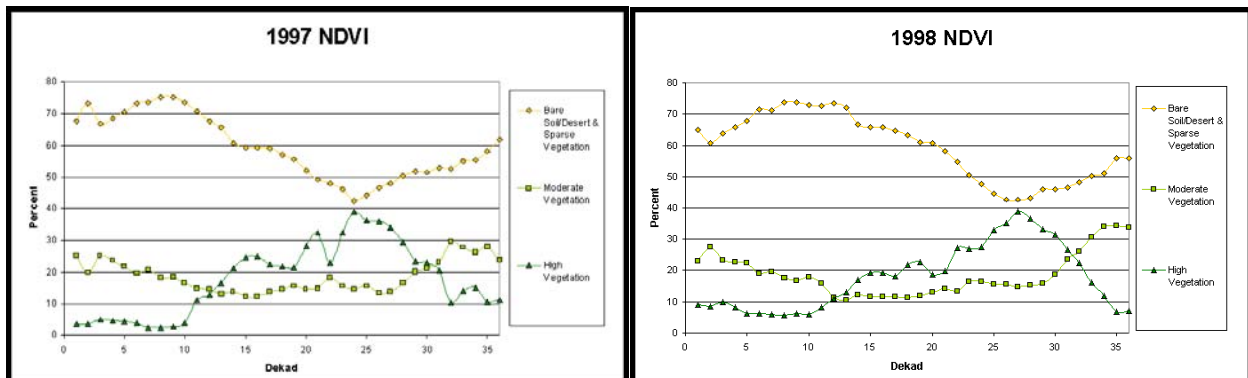 1997 NDVI
80
70
60
50
40
30
20
10
0
Percent
0 5 10 15 20 25 30 35
Dekad
Bare
Soil/Desert &
Sparse
Vegetation
Moderate
Vegetation
High
Vegetation
1998 NDVI
80
70
60
50
40
30
20
10
0
Percent
0 5 10 15 20 25 30 35
Dekad
Bare
Soil/Desert &
Sparse
Vegetation
Moderate
Vegetation
High
Vegetation